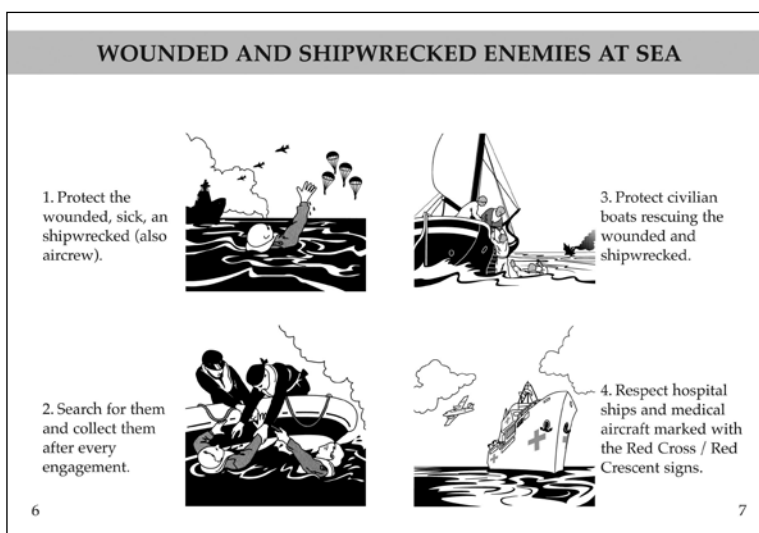 WOUNDED AND SHIPWRECKED ENEMIES AT SEA
1. Protect the
wounded, sick, an
shipwrecked (also
aircrew).
2. Search for them
and collect them
after every
engagement.
3. Protect civilian
boats rescuing the
wounded and
shipwrecked.
4. Respect hospital
ships and medical
aircraft marked with
the Red Cross / Red
Crescent signs.
6
7